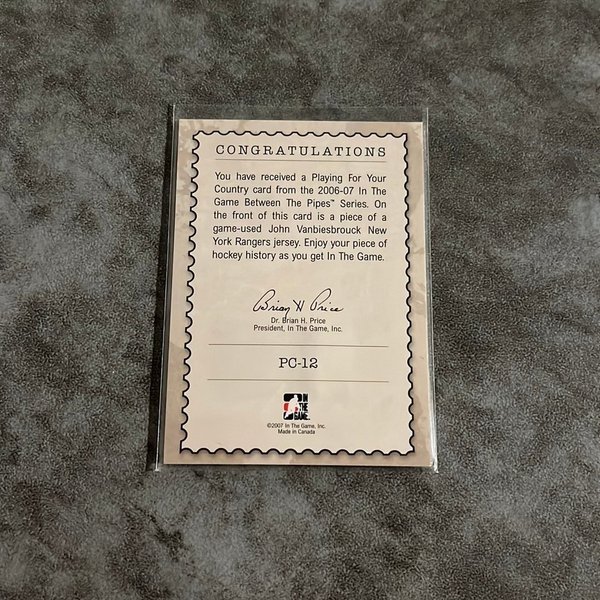 CONGRATULATIONS
You have received a Playing For Your
Country card from the 2006-07 In The
Game Between The Pipes™ Series. On
the front of this card is a piece of
a game-used John Vanbiesbrouck New
York Rangers jersey. Enjoy your piece of
hockey history as you get In The Game.
Brian H Price
Dr. Brian H. Price
President, In The Game, Inc.
PC-12
IN
THE
GAME
©2007 In The Game, Inc.
Made in Canada